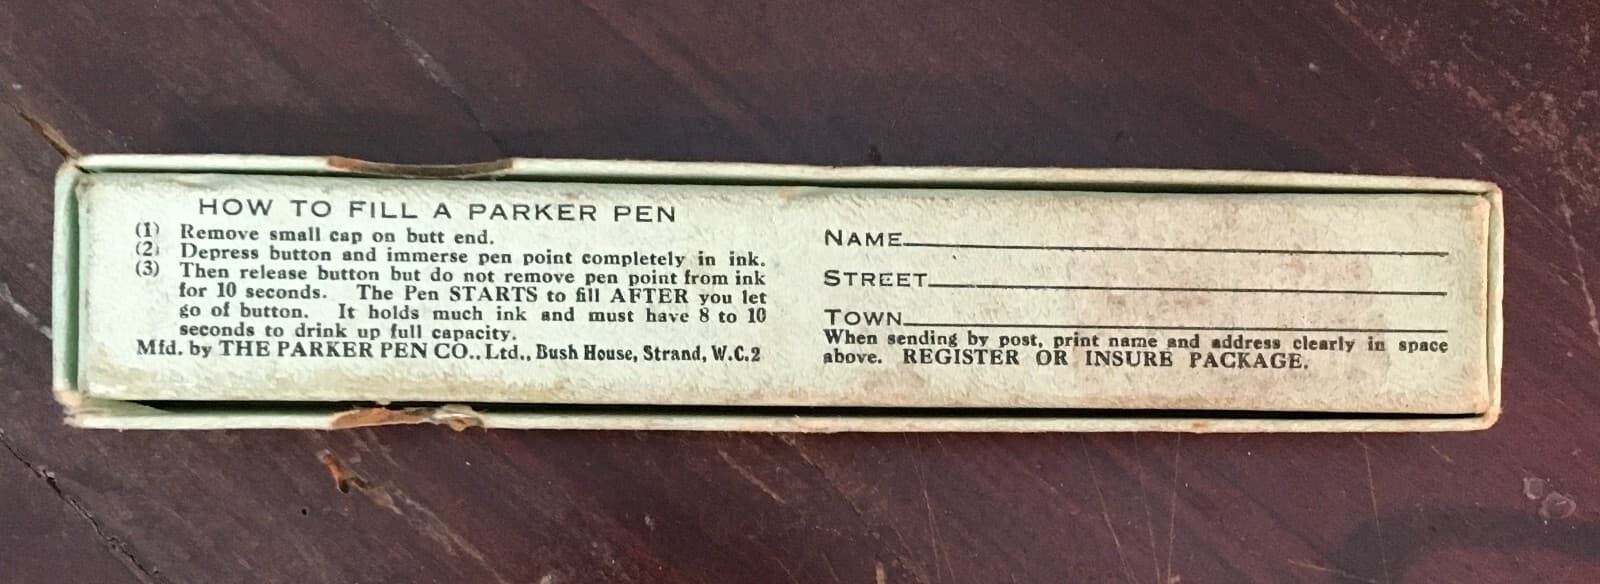 HOW TO FILL A PARKER PEN
(1) Remove small cap on butt end.
(2) Depress button and immerse pen point completely in ink.
(3) Then release button but do not remove pen point from ink
for 10 seconds. The Pen STARTS to fill AFTER you let
go of button. It holds much ink and must have 8 to 10
seconds to drink up full capacity.
Mfd. by THE PARKER PEN CO., Ltd., Bush House, Strand, W.C.2
NAME
STREET
TOWN
When sending by post, print name and address clearly in space
above. REGISTER OR INSURE PACKAGE.